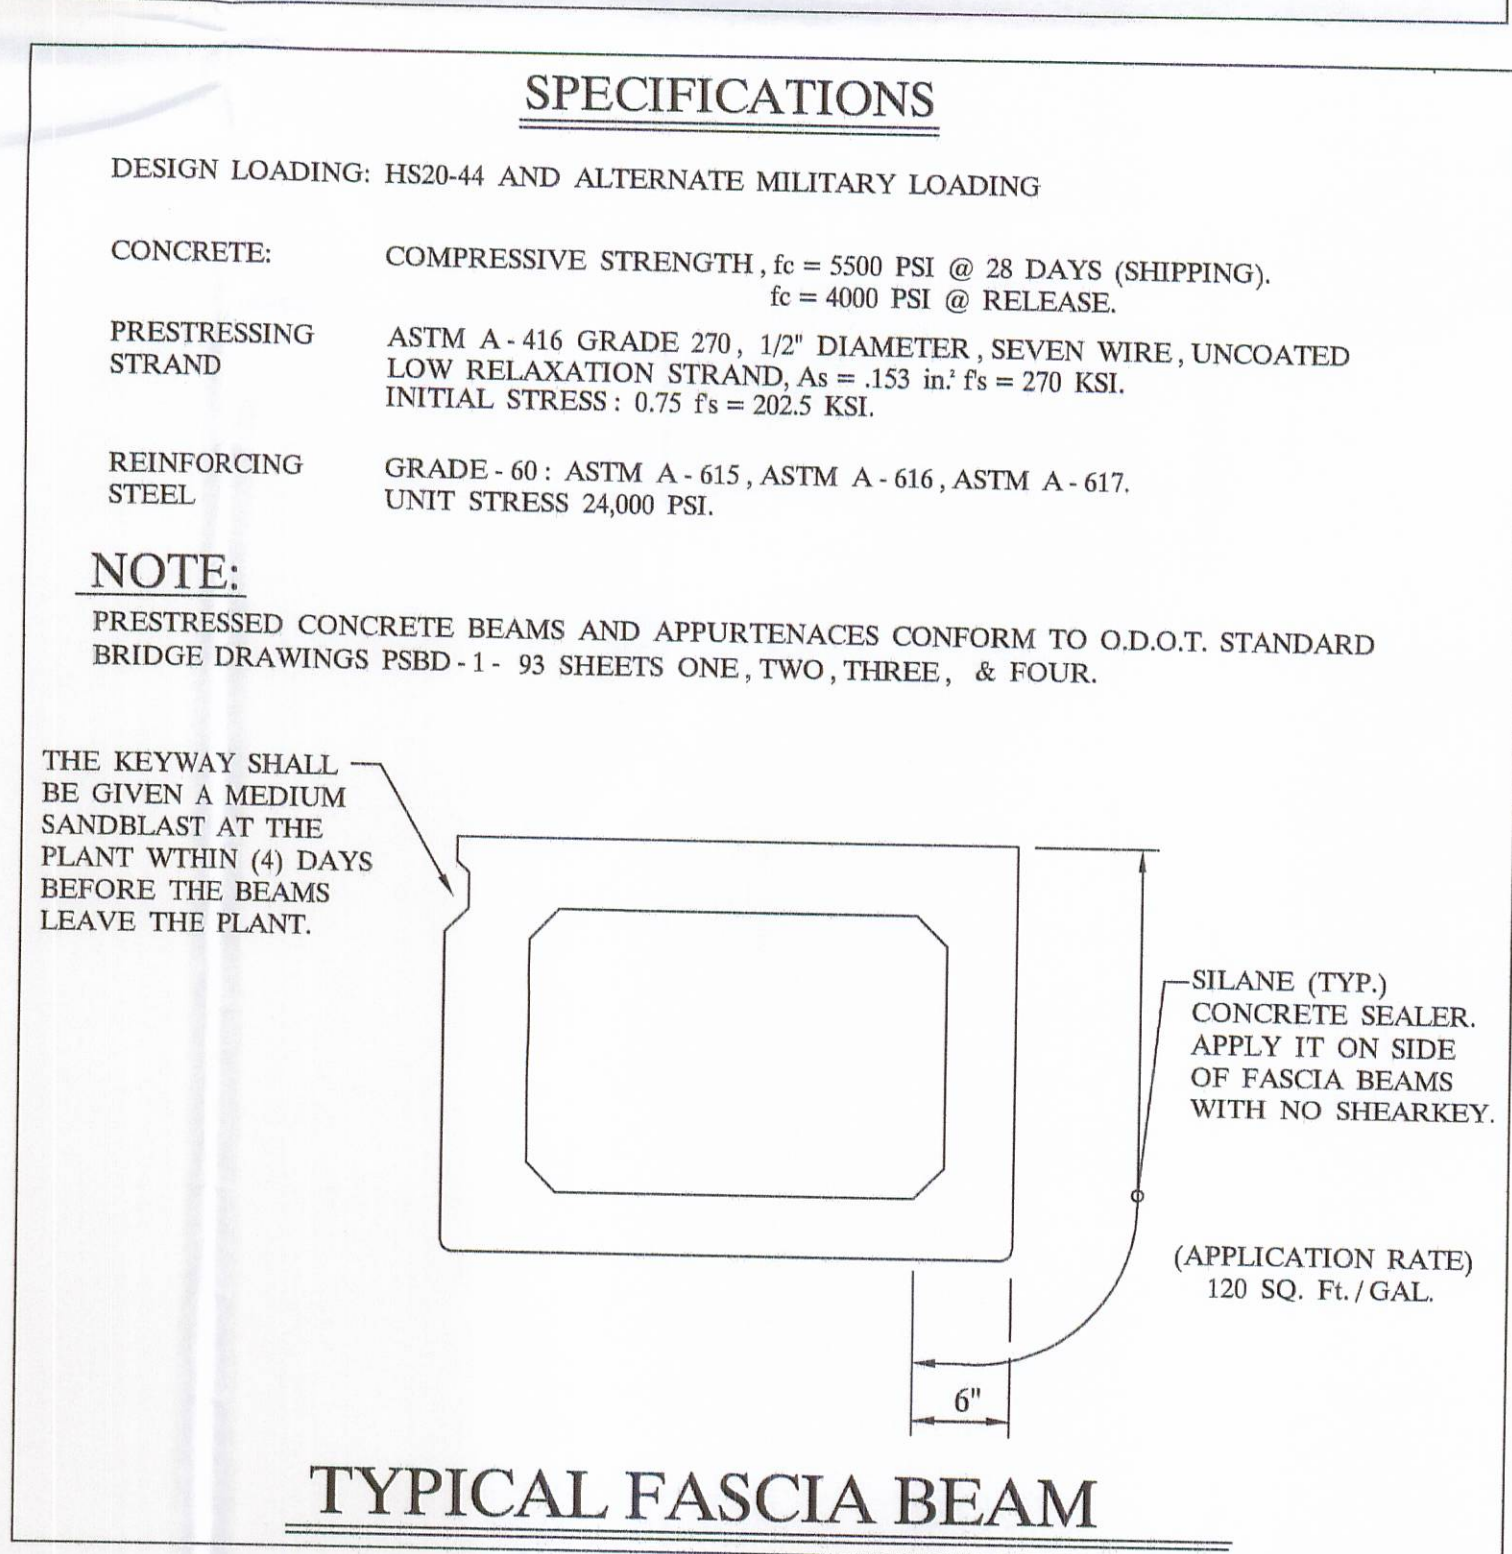 SPECIFICATIONS
DESIGN LOADING: HS20-44 AND ALTERNATE MILITARY LOADING
CONCRETE: COMPRESSIVE STRENGTH, fc = 5500 PSI @ 28 DAYS (SHIPPING).
fc = 4000 PSI @ RELEASE.
PRESTRESSING ASTM A-416 GRADE 270, 1/2" DIAMETER, SEVEN WIRE, UNCOATED
STRAND LOW RELAXATION STRAND, As = .153 in.² f's = 270 KSI.
INITIAL STRESS: 0.75 f's = 202.5 KSI.
REINFORCING GRADE-60: ASTM A-615, ASTM A-616, ASTM A-617.
STEEL UNIT STRESS 24,000 PSI.
NOTE:
PRESTRESSED CONCRETE BEAMS AND APPURTENACES CONFORM TO O.D.O.T. STANDARD
BRIDGE DRAWINGS PSBD-1-93 SHEETS ONE, TWO, THREE, & FOUR.
THE KEYWAY SHALL
BE GIVEN A MEDIUM
SANDBLAST AT THE
PLANT WTHIN (4) DAYS
BEFORE THE BEAMS
LEAVE THE PLANT.
SILANE (TYP.)
CONCRETE SEALER.
APPLY IT ON SIDE
OF FASCIA BEAMS
WITH NO SHEARKEY.
(APPLICATION RATE)
120 SQ. Ft./GAL.
6"
TYPICAL FASCIA BEAM